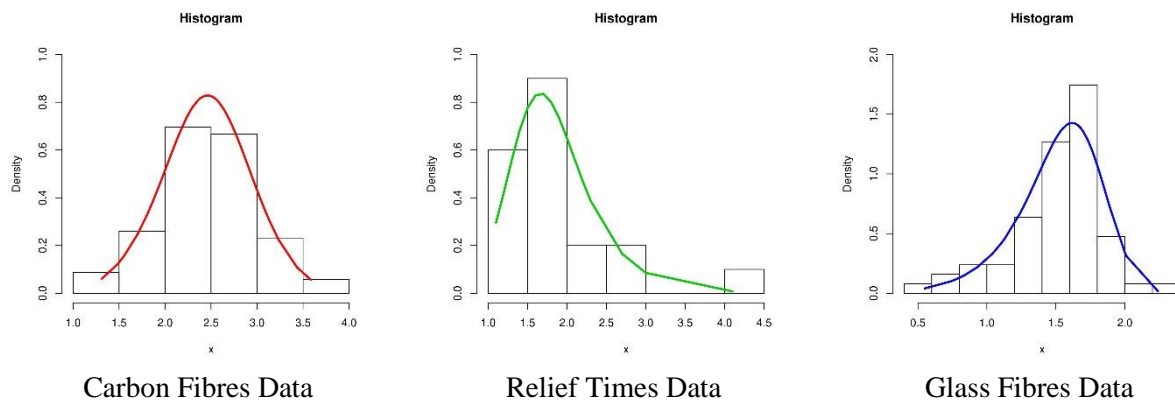 Histogram
Density
0.0 0.2 0.4 0.6 0.8 1.0
1.0 1.5 2.0 2.5 3.0 3.5 4.0
x
Carbon Fibres Data
Histogram
Density
0.0 0.2 0.4 0.6 0.8 1.0
1.0 1.5 2.0 2.5 3.0 3.5 4.0 4.5
x
Relief Times Data
Histogram
Density
0.0 0.5 1.0 1.5 2.0
0.5 1.0 1.5 2.0
x
Glass Fibres Data